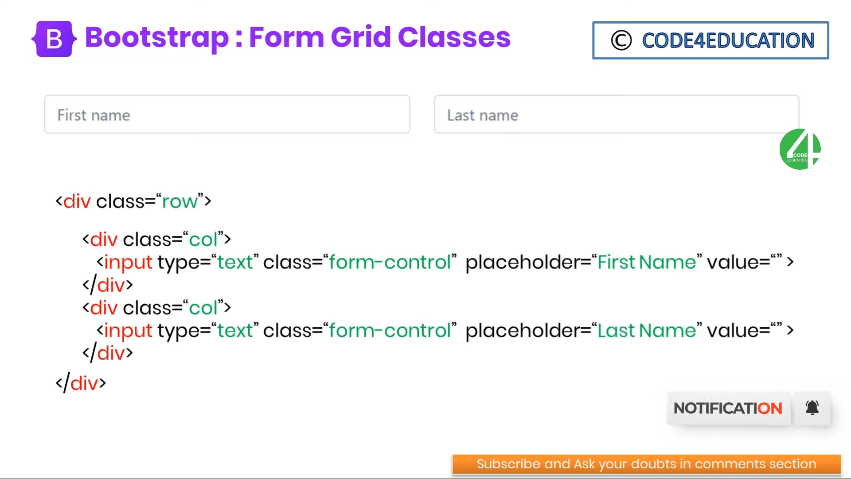 B Bootstrap : Form Grid Classes
© CODE4EDUCATION
First name
Last name
4 CODE EDUCATION
<div class=“row”>
<div class=“col”>
<input type=“text” class=“form-control” placeholder=“First Name” value=“” >
</div>
<div class=“col”>
<input type=“text” class=“form-control” placeholder=“Last Name” value=“” >
</div>
</div>
NOTIFICATION
Subscribe and Ask your doubts in comments section